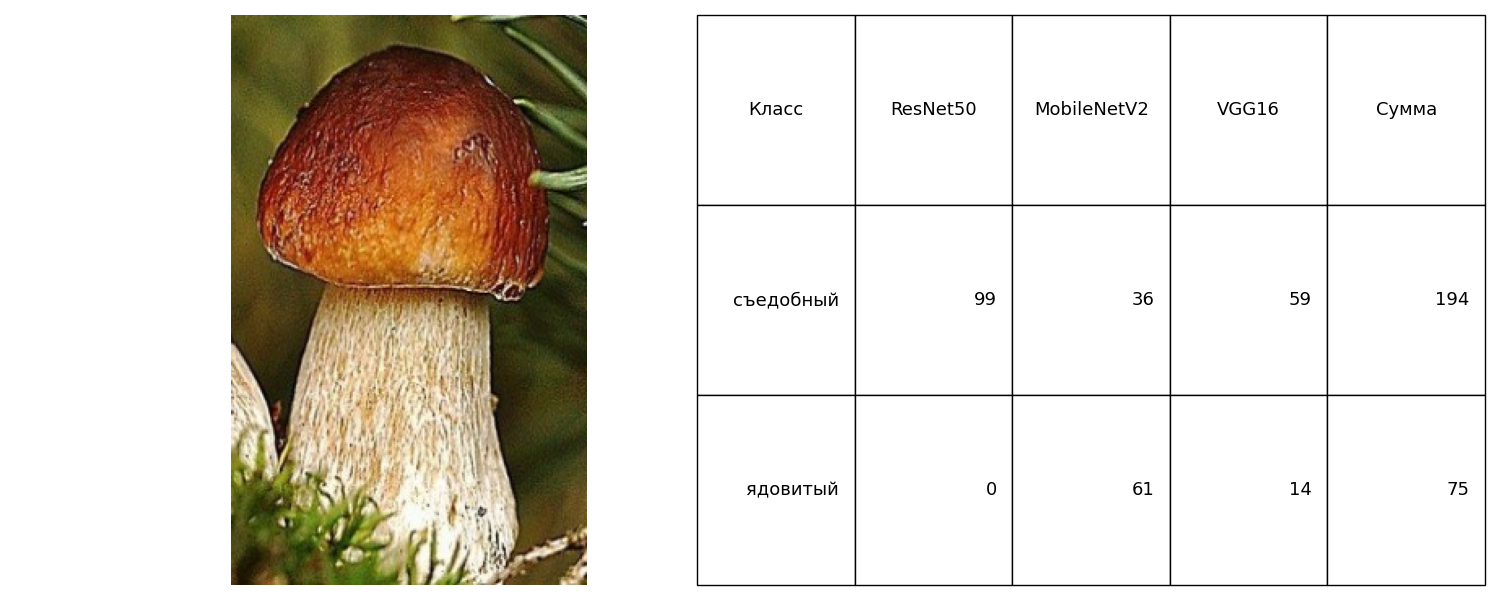 Класс ResNet50 MobileNetV2 VGG16 Сумма
съедобный 99 36 59 194
ядовитый 0 61 14 75